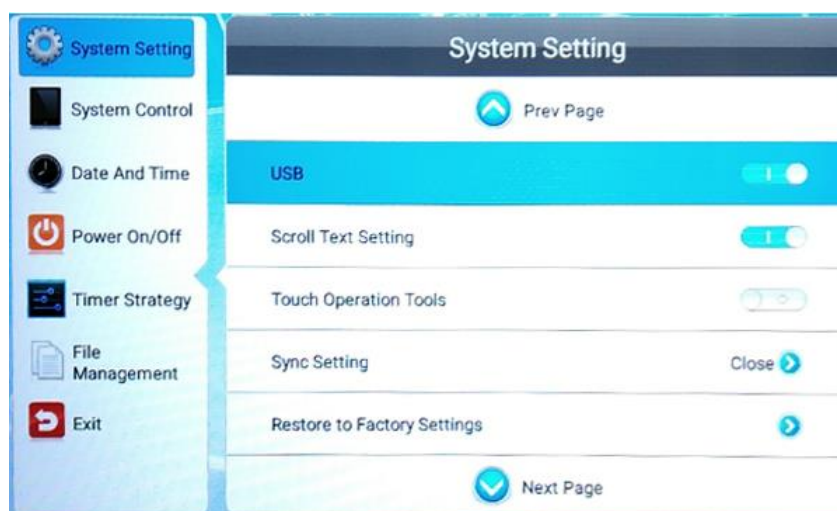 System Setting
System Control
Date And Time
Power On/Off
Timer Strategy
File
Management
Exit
System Setting
Prev Page
USB
Scroll Text Setting
Touch Operation Tools
Sync Setting
Close
Restore to Factory Settings
Next Page